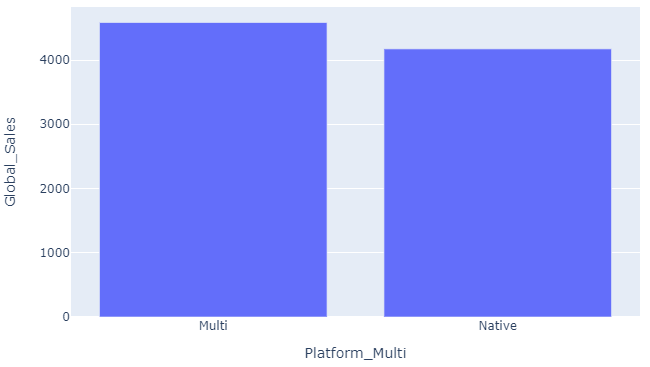 Global_Sales
4000
3000
2000
1000
0
Multi
Native
Platform_Multi